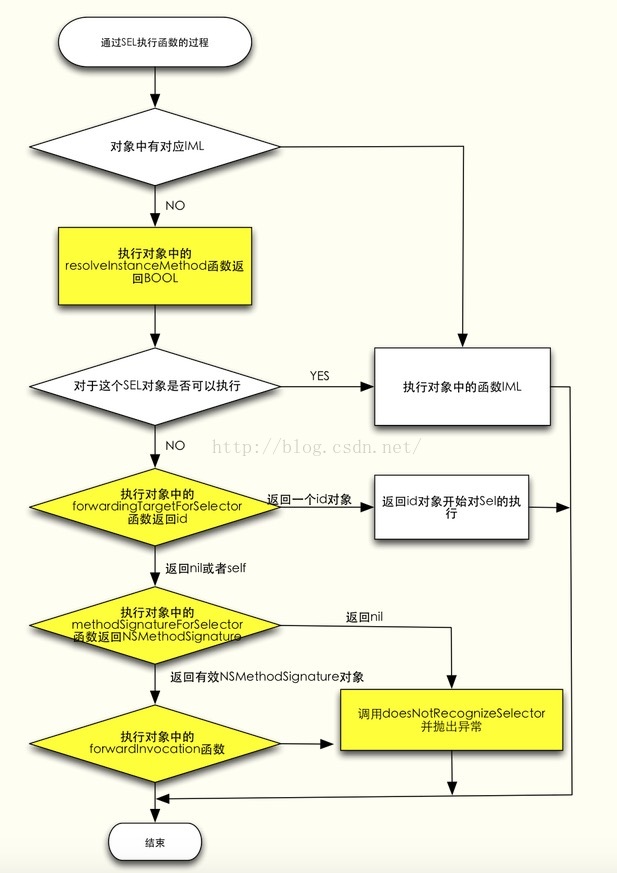 通过SEL执行函数的过程
对象中有对应IML
NO
执行对象中的
resolveInstanceMethod函数返
回BOOL
对于这个SEL对象是否可以执行
YES
执行对象中的函数IML
NO
http://blog.csdn.net/
执行对象中的
forwardingTargetForSelector
函数返回id
返回一个id对象
返回id对象开始对Sel的执
行
返回nil或者self
执行对象中的
methodSignatureForSelector
函数返回NSMethodSignature
返回nil
返回有效NSMethodSignature对象
执行对象中的
forwardInvocation函数
调用doesNotRecognizeSelector
并抛出异常
结束